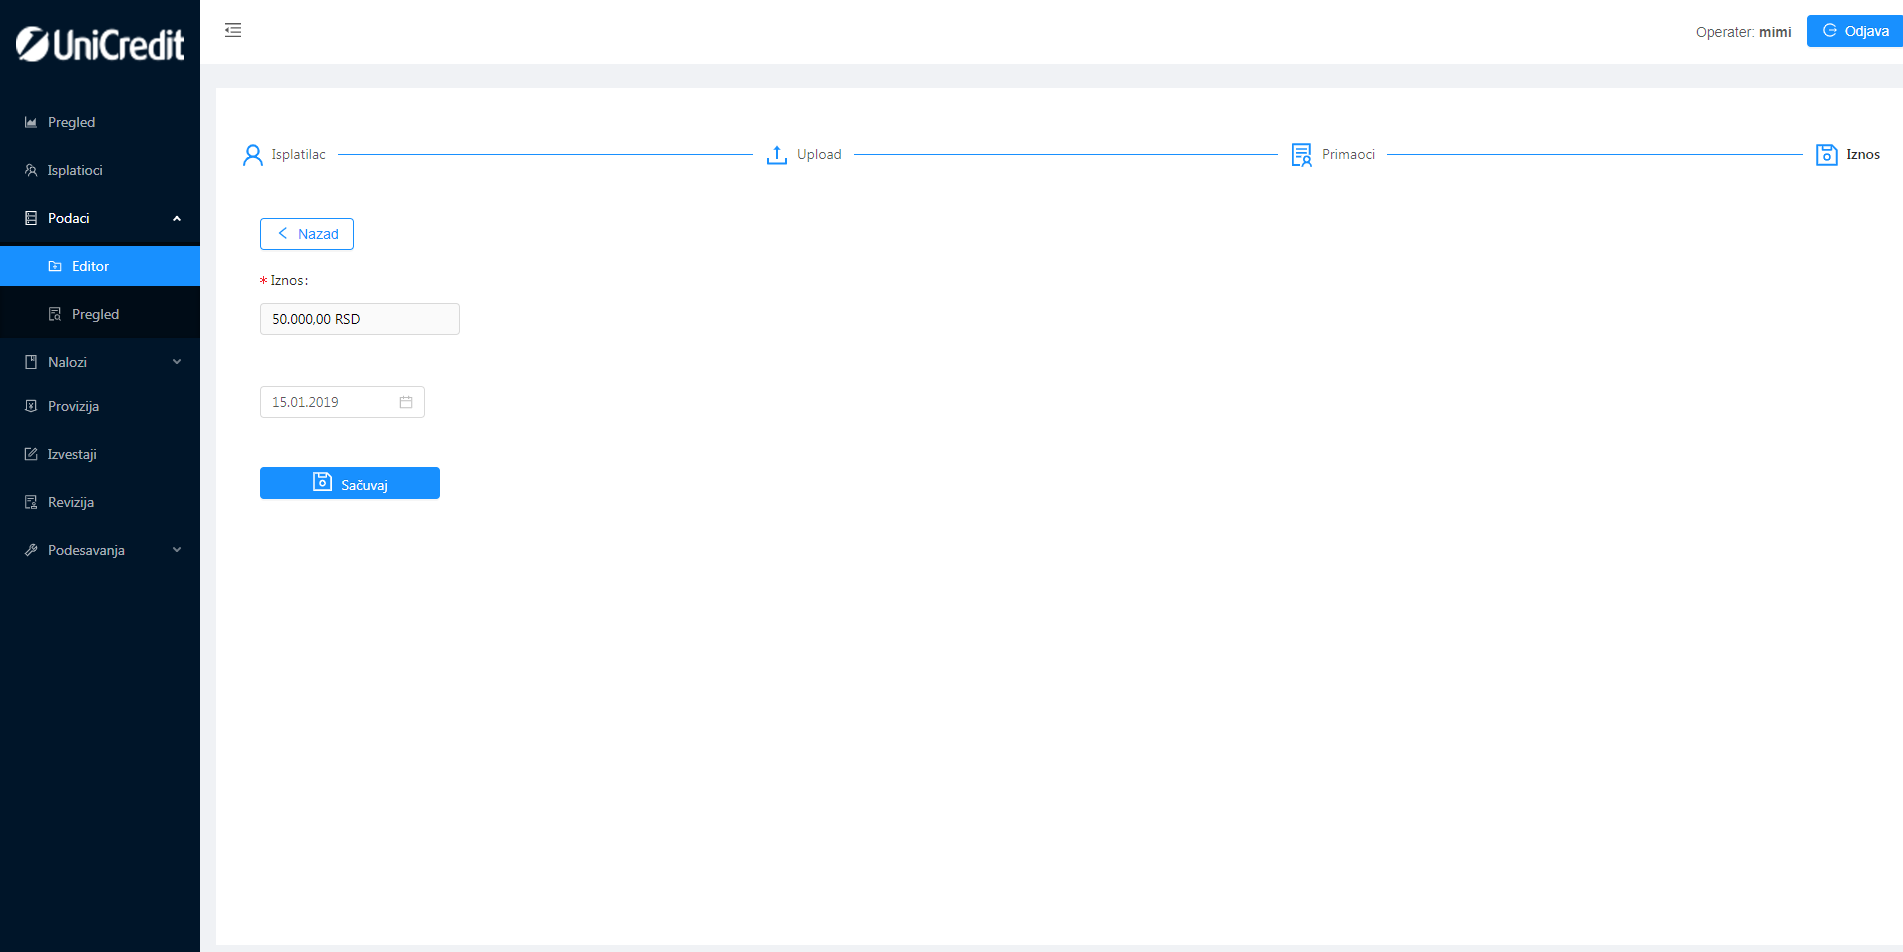 UniCredit
Operater: mimi
Odjava
Pregled
Isplatioci
Podaci
Editor
Pregled
Nalozi
Provizija
Izvestaji
Revizija
Podesavanja
Isplatilac
Upload
Primaoci
Iznos
Nazad
* Iznos:
50.000,00 RSD
15.01.2019
Sačuvaj